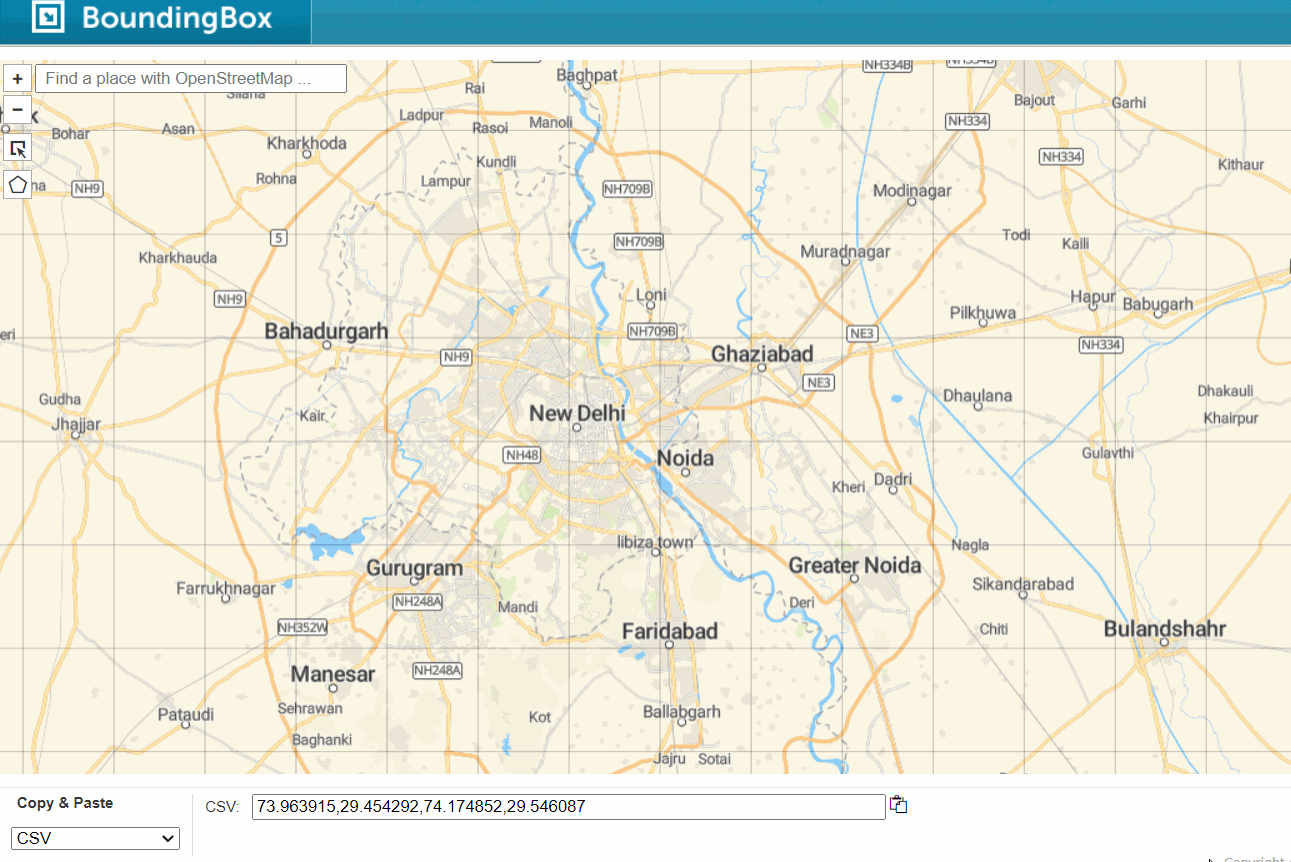 BoundingBox
+ Find a place with OpenStreetMap ...
−
Baghpat
NH334B
Rai
Bajout
Garhi
Ladpur
Rasoi
Manoli
NH334
Bohar
Asan
Kharkhoda
Kundli
NH334
Kithaur
Rohna
Lampur
NH9
NH709B
Modinagar
5
NH709B
Todi
Kaili
Kharkhauda
Muradnagar
NH9
Loni
Hapur
Babugarh
Pilkhuwa
Bahadurgarh
NH709B
NE3
NH334
NH9
Ghaziabad
NE3
Dhakauli
Gudha
Dhaulana
Jhajjar
Kair
New Delhi
Khairpur
NH48
Noida
Gulavthi
Kheri
Dadri
libiza town
Nagla
Gurugram
Greater Noida
Farrukhnagar
Sikandarabad
NH248A
Mandi
Deri
NH352W
Faridabad
Chiti
Bulandshahr
Manesar
NH248A
Pataudi
Sehrawan
Kot
Ballabgarh
Baghanki
Jajru
Sotai
Copy & Paste
CSV: 73.963915,29.454292,74.174852,29.546087
CSV